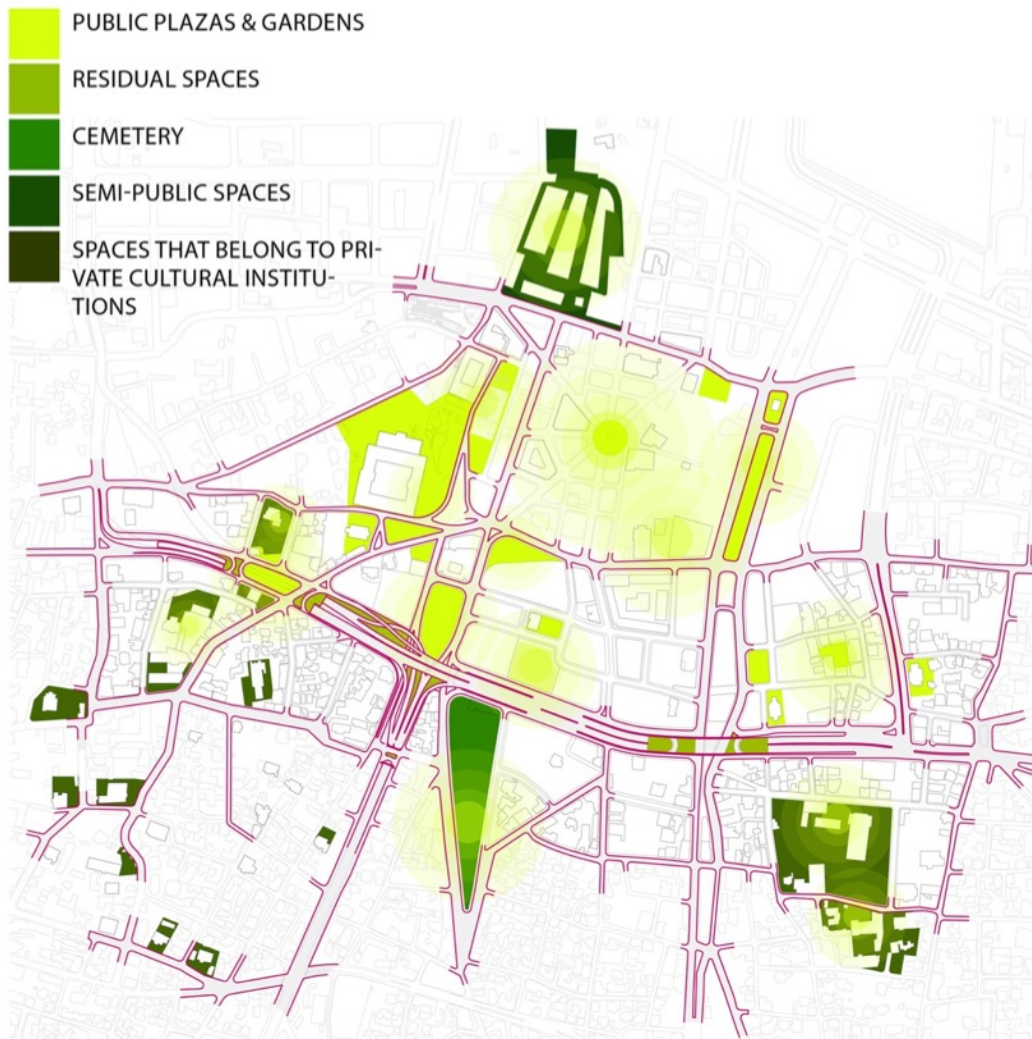 PUBLIC PLAZAS & GARDENS
RESIDUAL SPACES
CEMETERY
SEMI-PUBLIC SPACES
SPACES THAT BELONG TO PRI-
VATE CULTURAL INSTITU-
TIONS